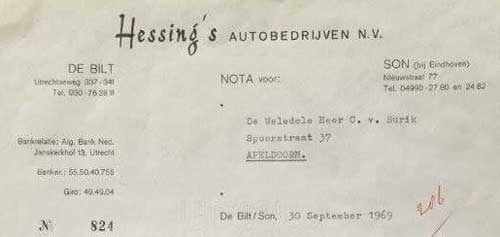 Hessing's AUTOBEDRIJVEN N.V.
DE BILT
Utrechtseweg 337-341
Tel. 030-76 28 11
NOTA voor:
SON (bij Eindhoven)
Nieuwstraat 77
Tel. 04990-27 80 en 24 82
De Weledele Heer C. v. Surik
Spoorstraat 37
APELDOORN.
Bankrelatie: Alg. Bank Ned.
Janskerkhof 13, Utrecht
Banknr.: 55.50.40.755
Giro: 49.49.04
№ 824
De Bilt/Son, 30 September 1969
206